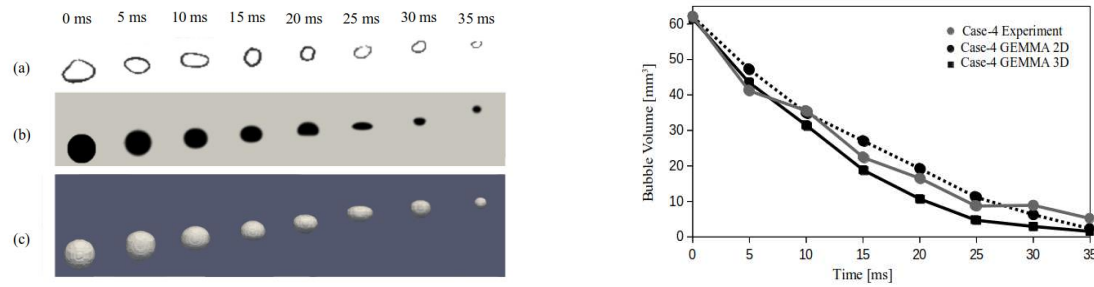 0 ms 5 ms 10 ms 15 ms 20 ms 25 ms 30 ms 35 ms
(a)
(b)
(c)
Bubble Volume [mm³]
60
50
40
30
20
10
0
Case-4 Experiment
Case-4 GEMMA 2D
Case-4 GEMMA 3D
0 5 10 15 20 25 30 35
Time [ms]